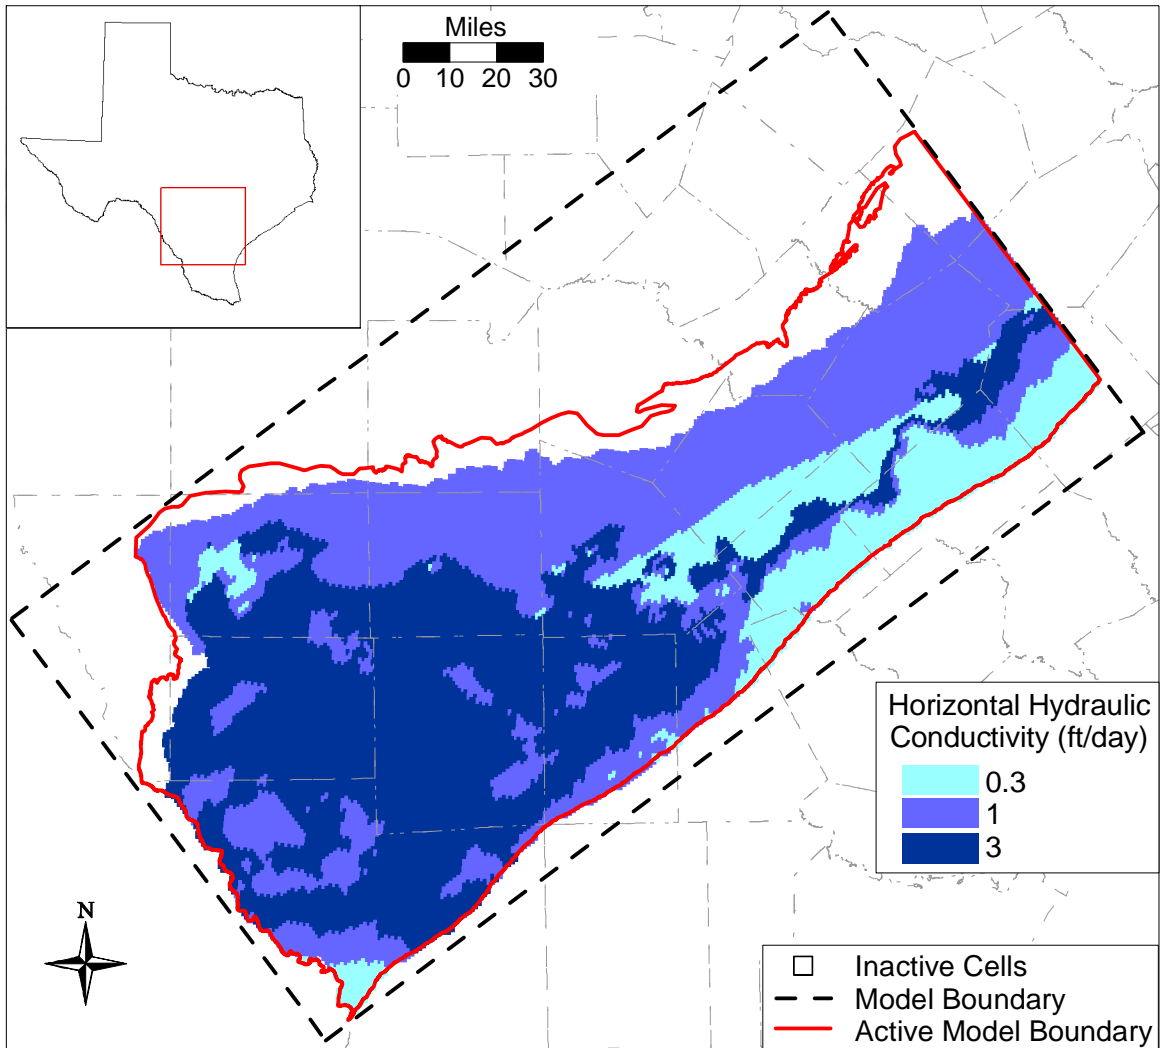 Miles
0 10 20 30
Horizontal Hydraulic
Conductivity (ft/day)
0.3
1
3
N
Inactive Cells
Model Boundary
Active Model Boundary